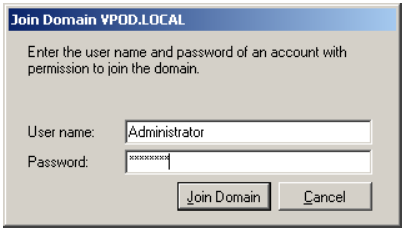 Join Domain VPOD.LOCAL
Enter the user name and password of an account with
permission to join the domain.
User name: Administrator
Password: ********
Join Domain Cancel